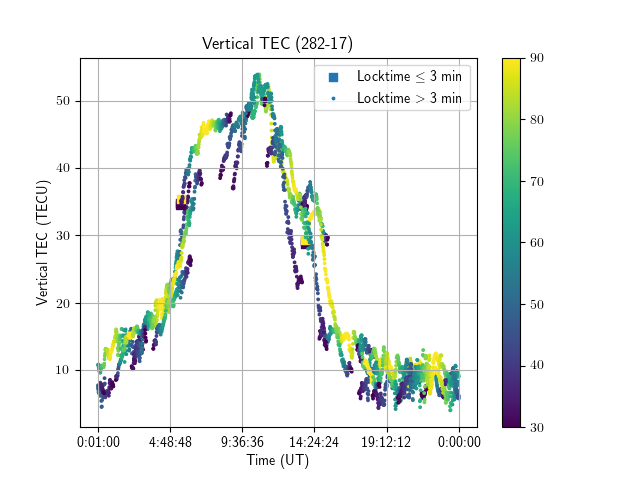 Vertical TEC (282-17)
Locktime ≤ 3 min
Locktime > 3 min
Vertical TEC (TECU)
50
40
30
20
10
0:01:00 4:48:48 9:36:36 14:24:24 19:12:12 0:00:00
Time (UT)
90
80
70
60
50
40
30